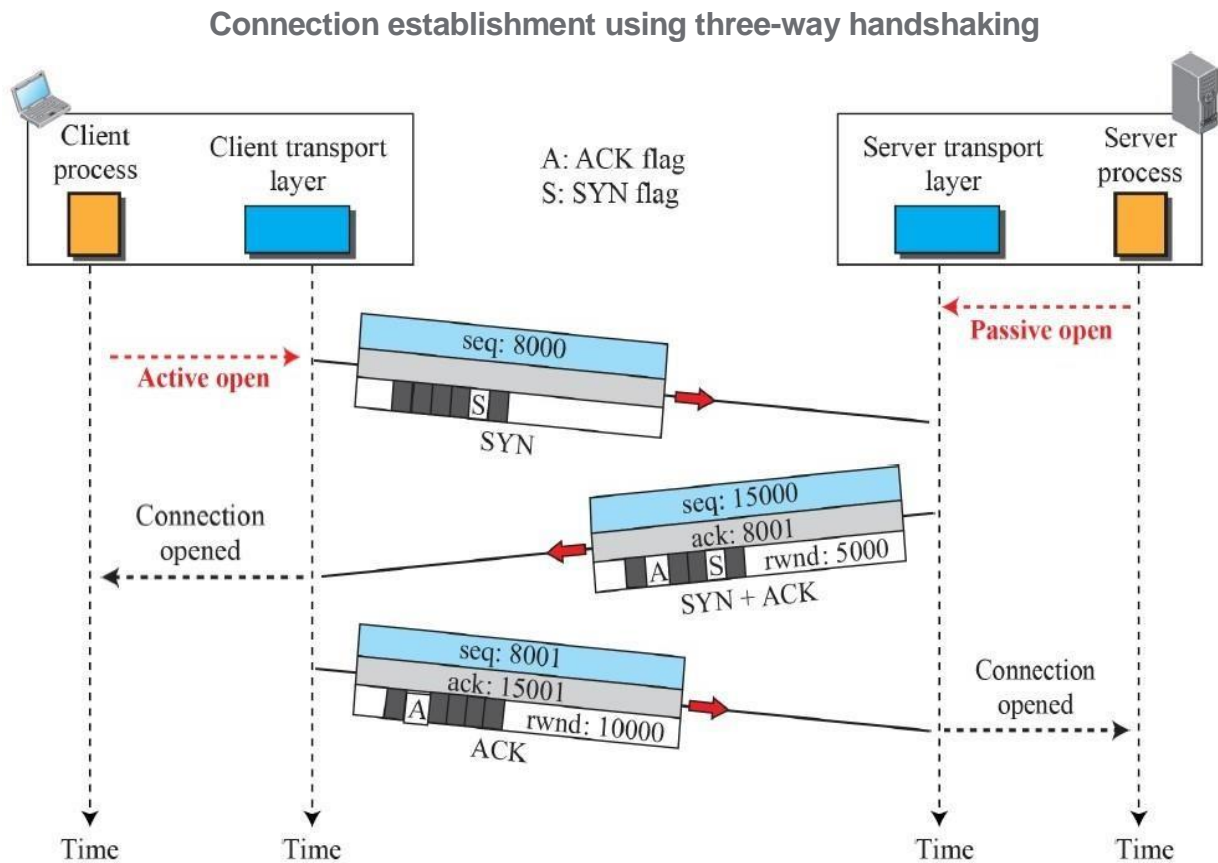 Connection establishment using three-way handshaking
Client
process
Client transport
layer
A: ACK flag
S: SYN flag
Server transport
layer
Server
process
Passive open
Active open
seq: 8000
S
SYN
seq: 15000
ack: 8001
A S rwnd: 5000
SYN + ACK
Connection
opened
seq: 8001
ack: 15001
A rwnd: 10000
ACK
Connection
opened
Time
Time
Time
Time